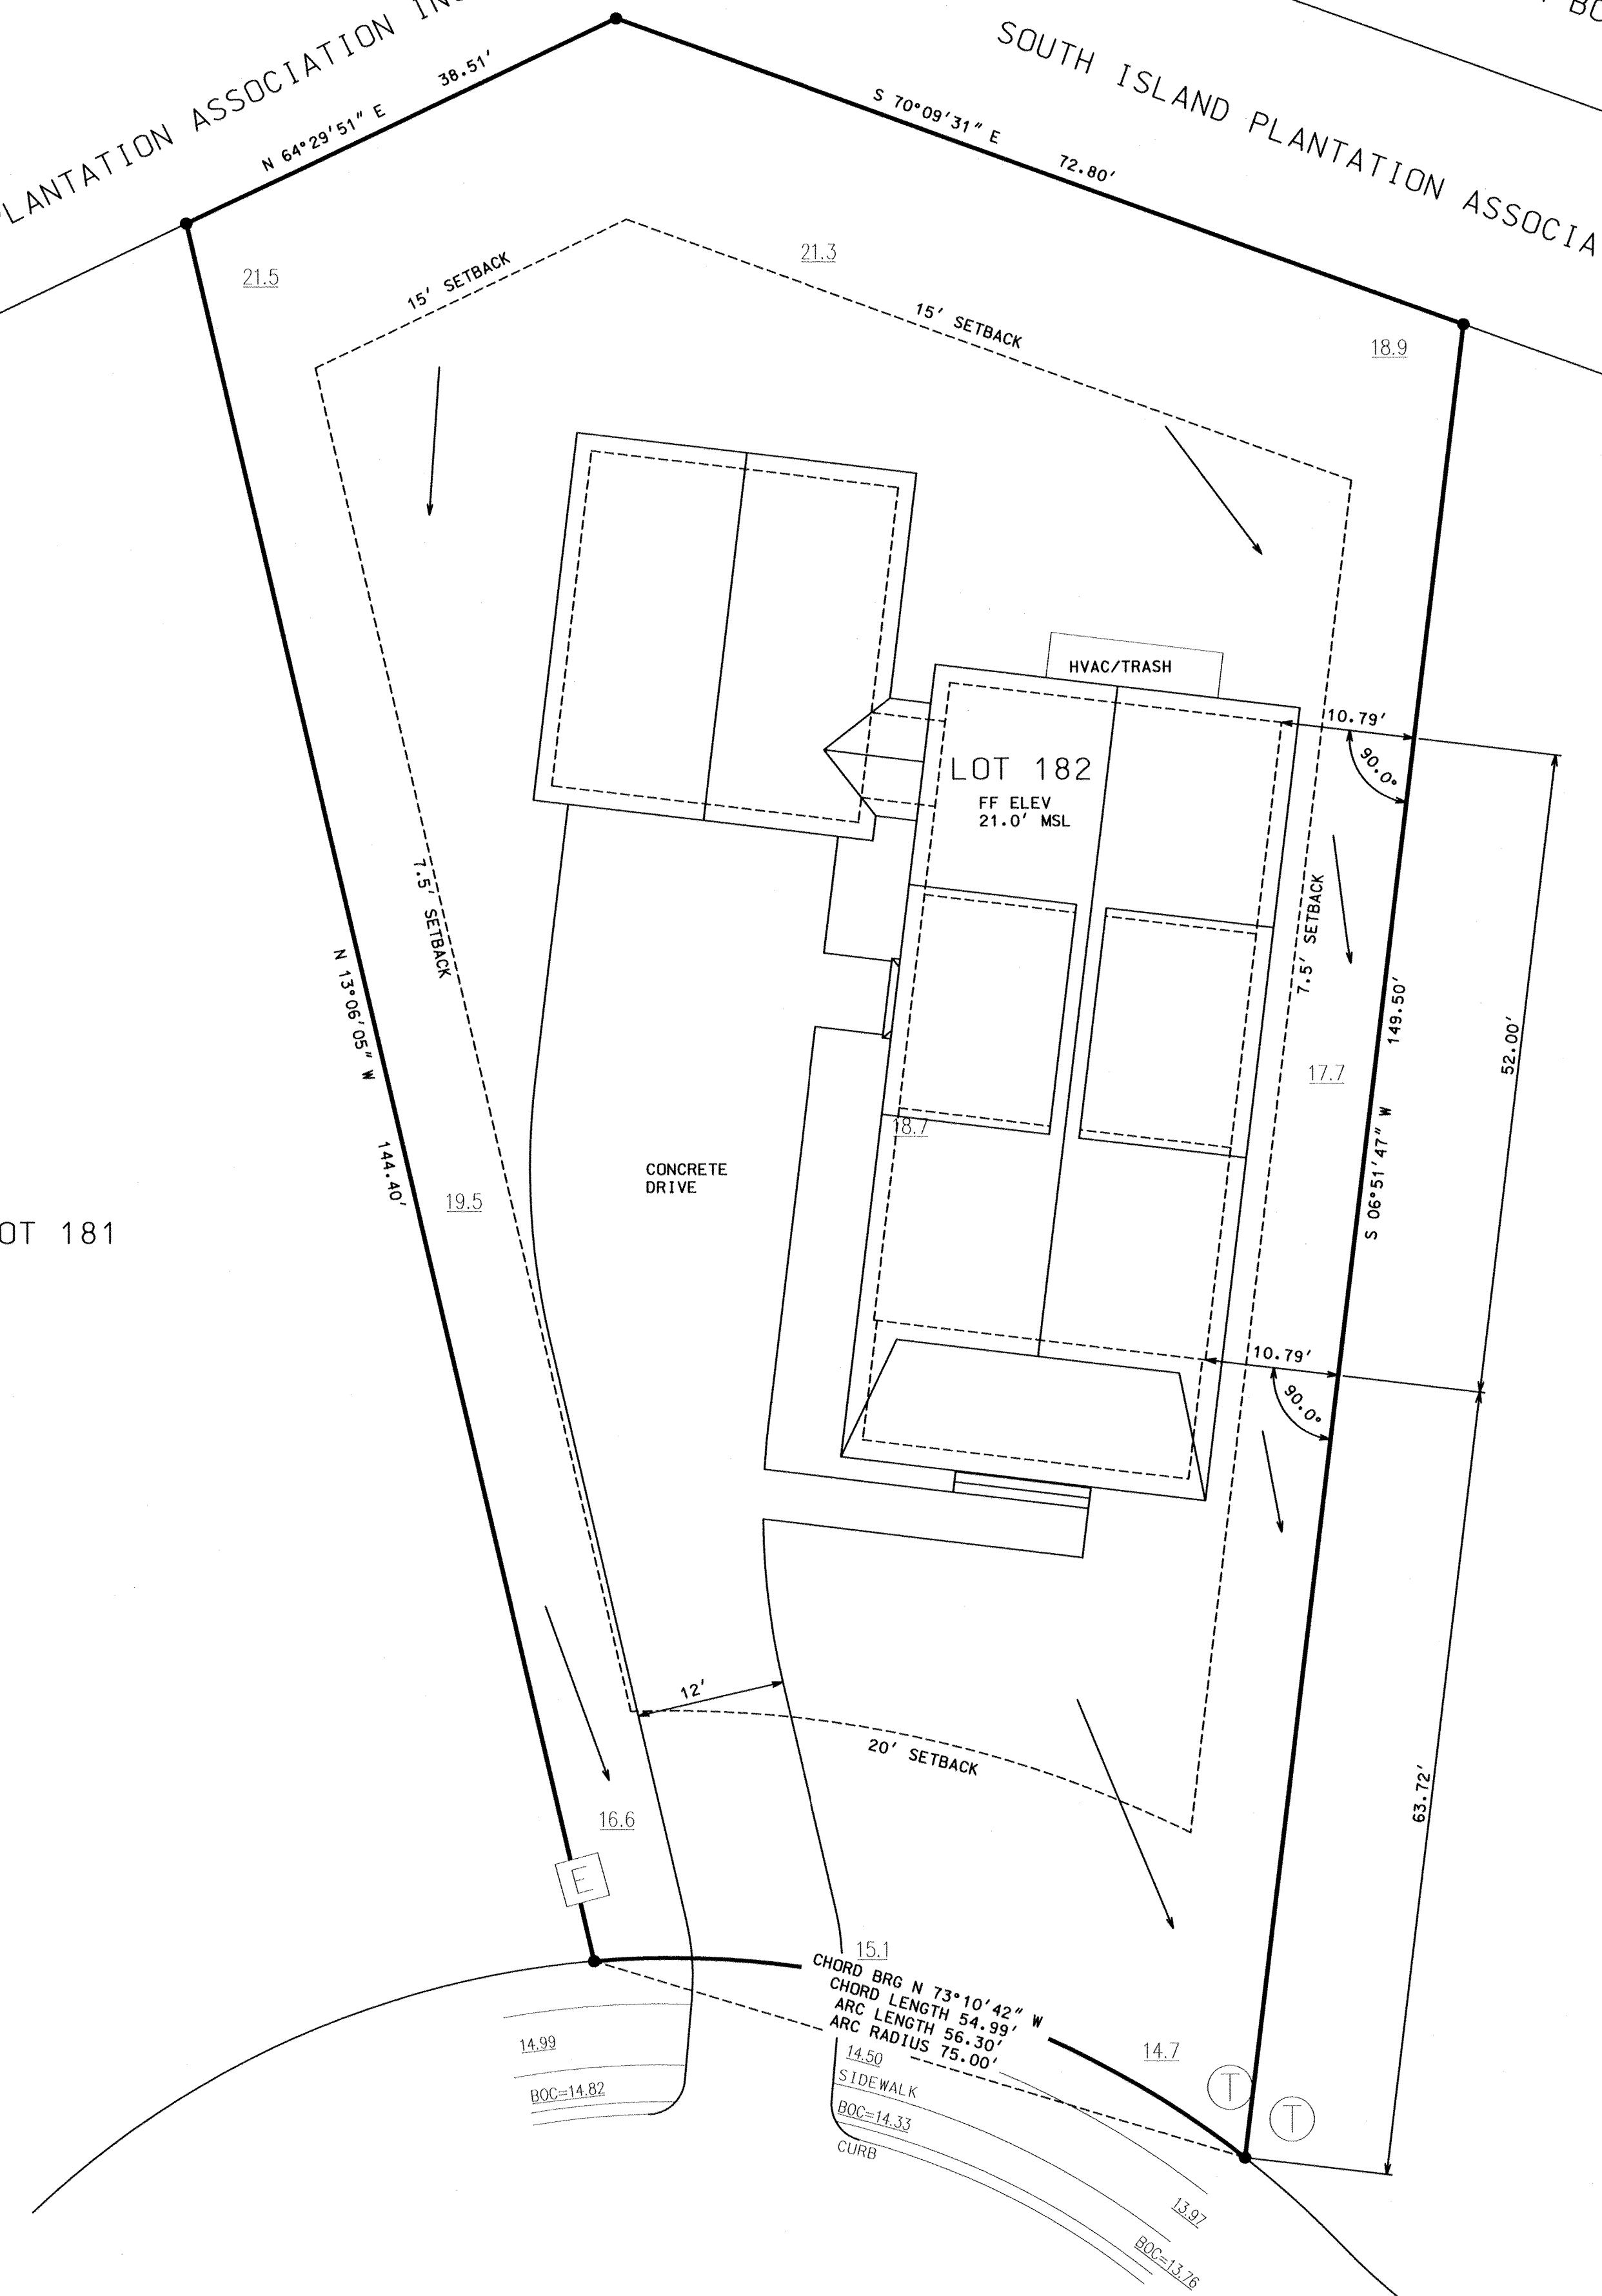 PLANTATION ASSOCIATION
38.51'
N 64°29'51" E
SOUTH ISLAND PLANTATION
S 70°09'31" E
72.80'
21.5
21.3
15' SETBACK
15' SETBACK
18.9
HVAC/TRASH
10.79'
90.0°
LOT 182
FF ELEV
21.0' MSL
7.5' SETBACK
7.5' SETBACK
N 13°06'05" W
144.40'
149.50'
S 06°51'47" W
52.00'
17.7
18.7
CONCRETE
DRIVE
19.5
181
10.79'
90.0°
12'
20' SETBACK
63.72'
16.6
E
15.1
CHORD BRG N 73°10'42" W
CHORD LENGTH 54.99'
ARC LENGTH 56.30'
ARC RADIUS 75.00'
14.7
T
T
14.99
BOC=14.82
14.50
SIDEWALK
BOC=14.33
CURB
13.97
BOC=13.76